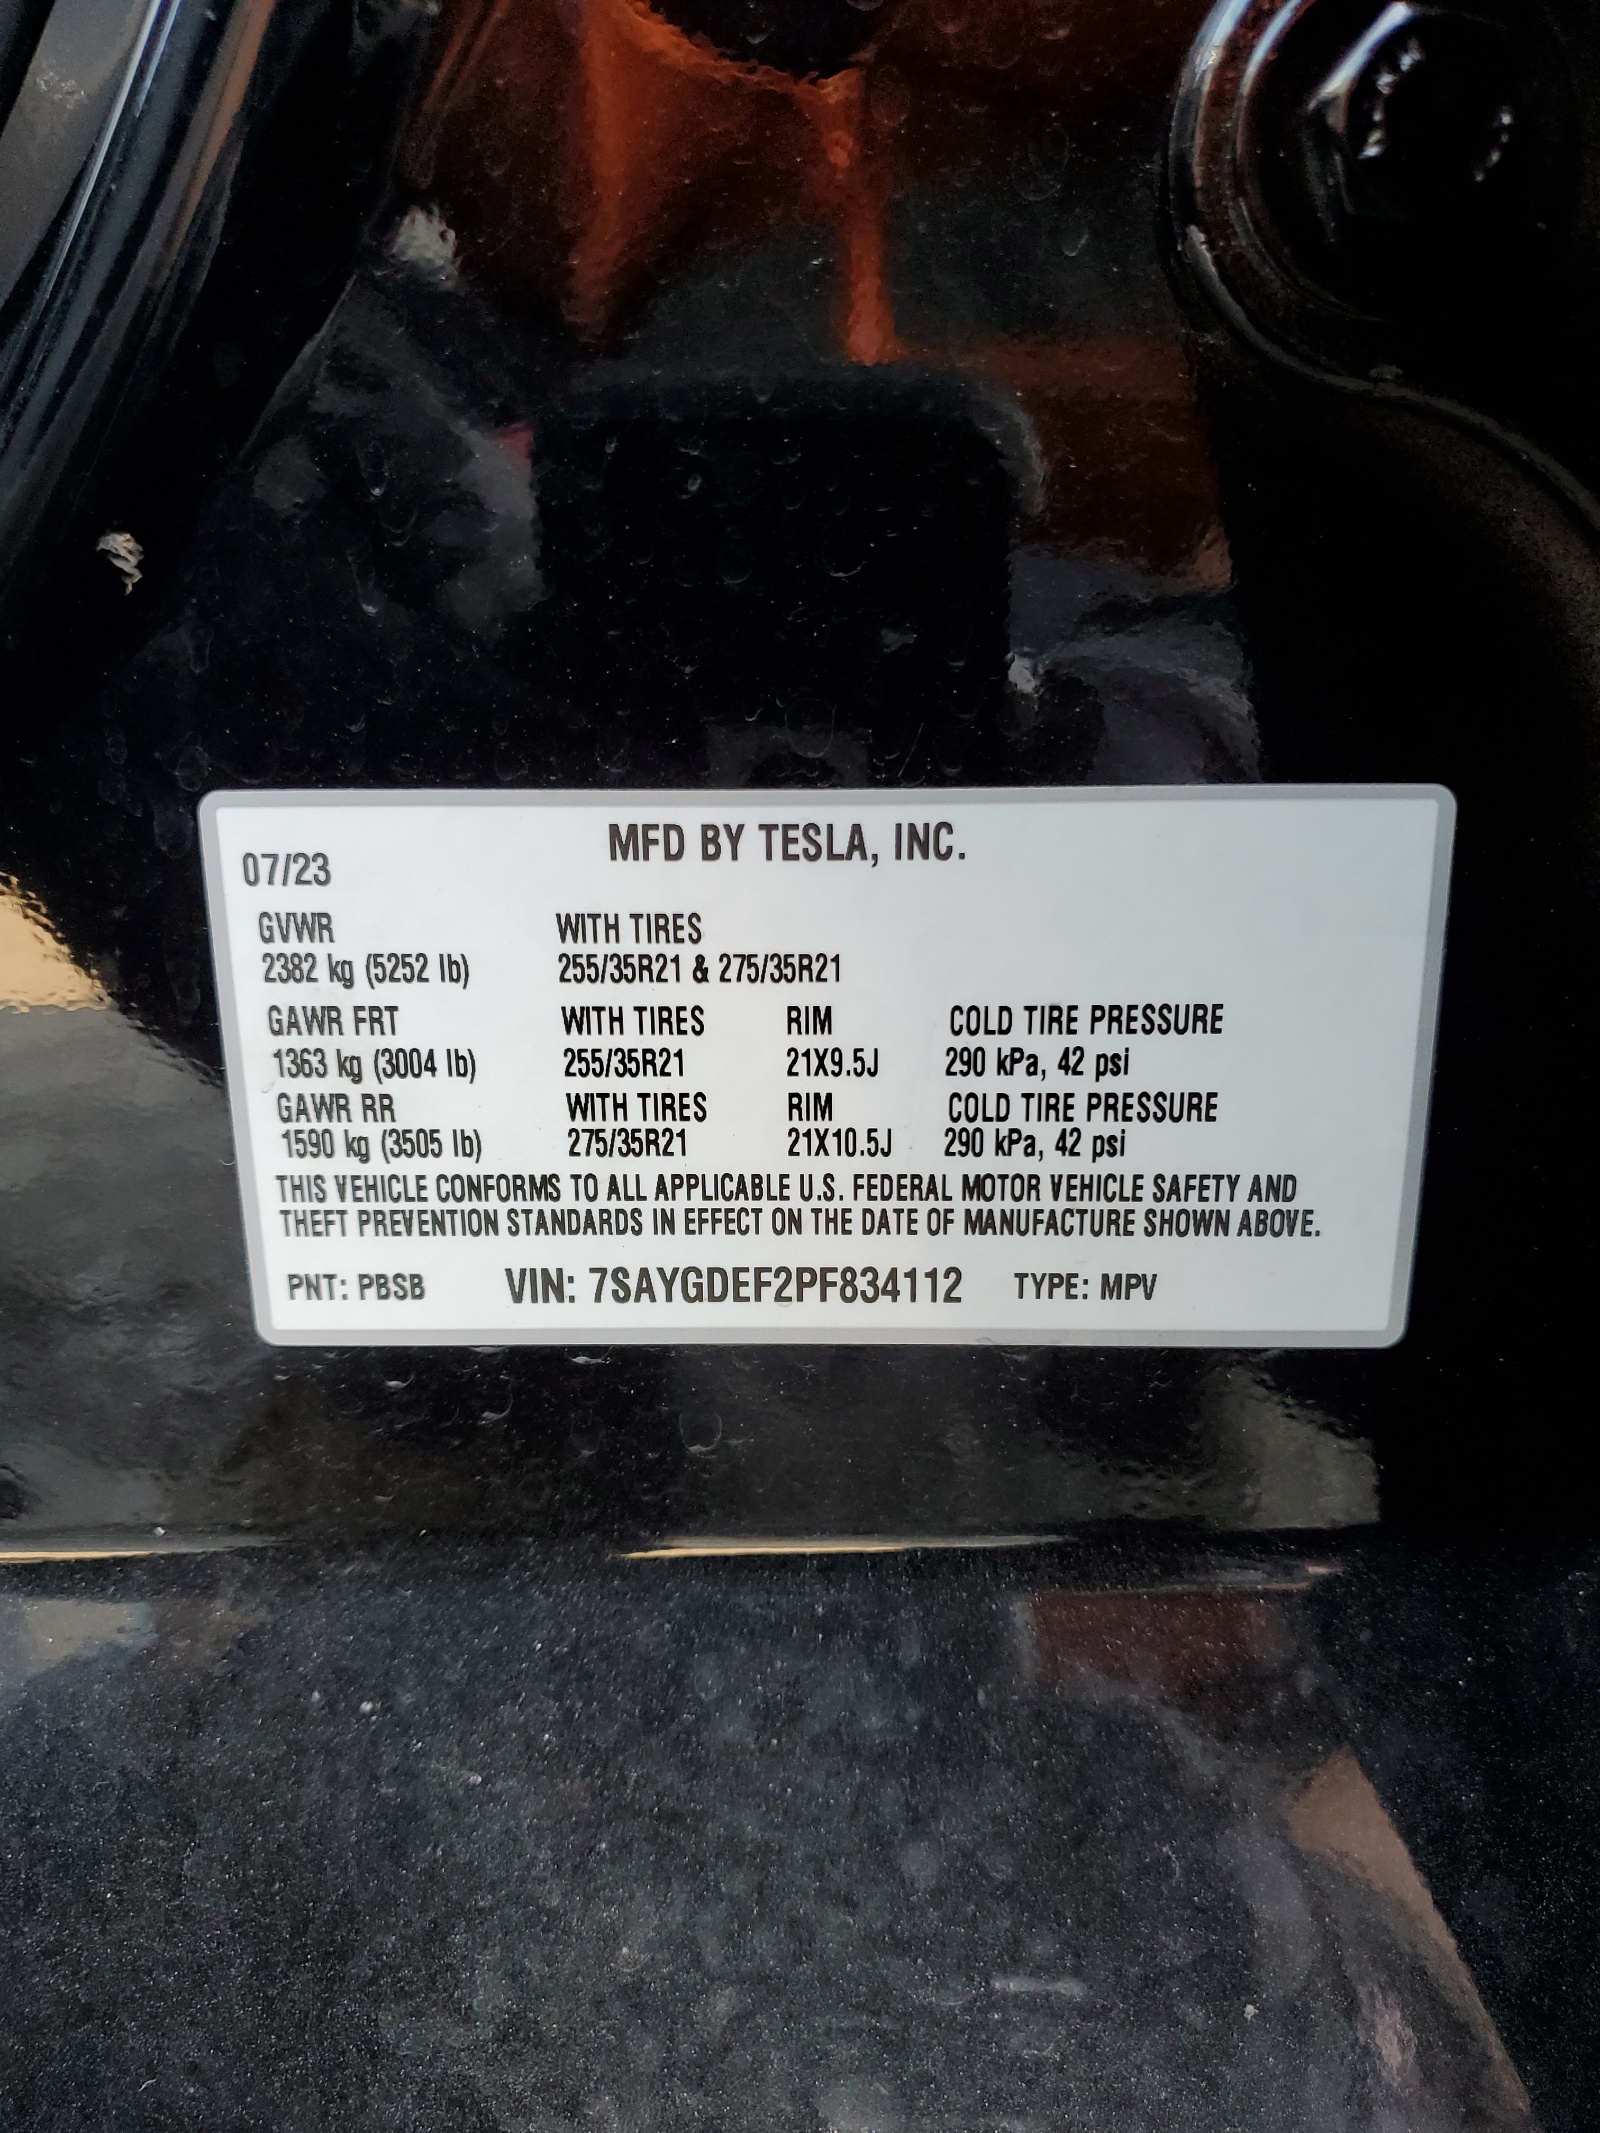 MFD BY TESLA, INC.
07/23
GVWR WITH TIRES
2382 kg (5252 lb) 255/35R21 & 275/35R21
GAWR FRT WITH TIRES RIM COLD TIRE PRESSURE
1363 kg (3004 lb) 255/35R21 21X9.5J 290 kPa, 42 psi
GAWR RR WITH TIRES RIM COLD TIRE PRESSURE
1590 kg (3505 lb) 275/35R21 21X10.5J 290 kPa, 42 psi
THIS VEHICLE CONFORMS TO ALL APPLICABLE U.S. FEDERAL MOTOR VEHICLE SAFETY AND
THEFT PREVENTION STANDARDS IN EFFECT ON THE DATE OF MANUFACTURE SHOWN ABOVE.
PNT: PBSB VIN: 7SAYGDEF2PF834112 TYPE: MPV